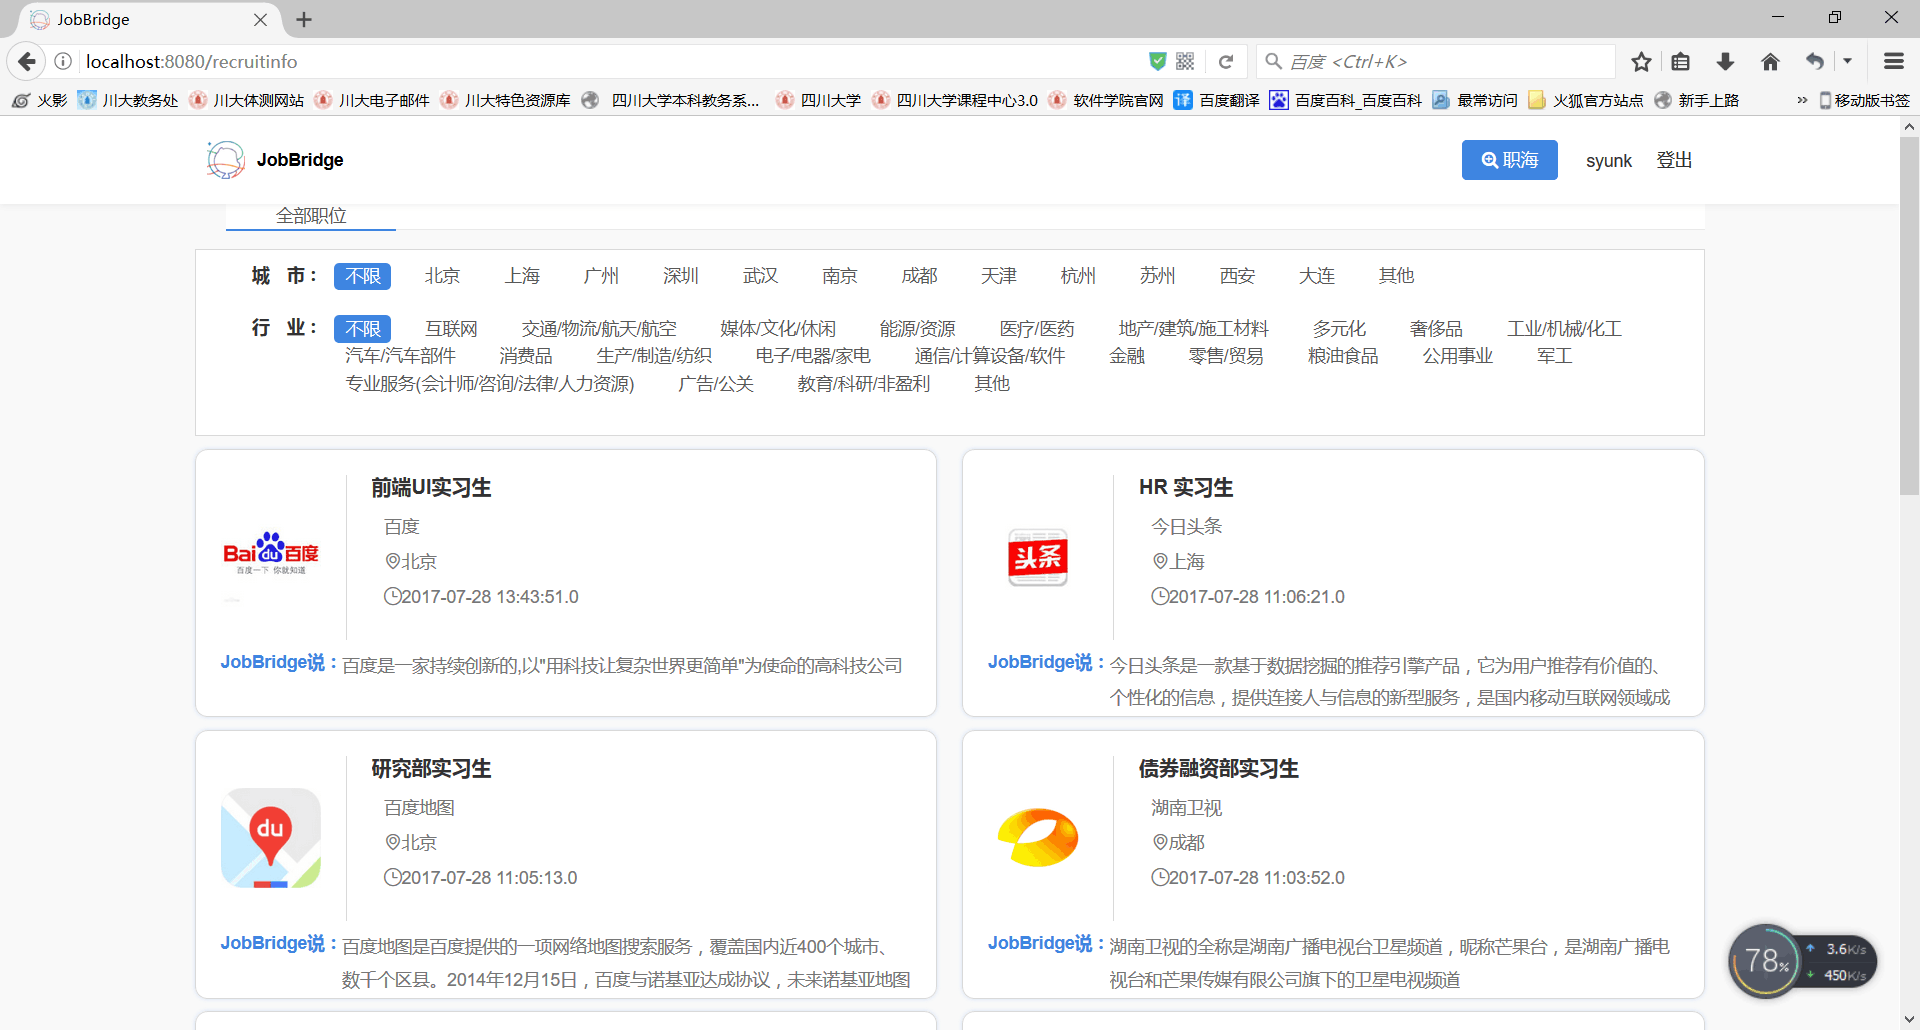 JobBridge
localhost:8080/recruitinfo
百度 <Ctrl+K>
火影 川大教务处 川大体测网站 川大电子邮件 川大特色资源库 四川大学本科教务系... 四川大学 四川大学课程中心3.0 软件学院官网 译 百度翻译 百度百科_百度百科 最常访问 火狐官方站点 新手上路 » 移动版书签
JobBridge 职海 syunk 登出
全部职位
城 市： 不限 北京 上海 广州 深圳 武汉 南京 成都 天津 杭州 苏州 西安 大连 其他
行 业： 不限 互联网 交通/物流/航天/航空 媒体/文化/休闲 能源/资源 医疗/医药 地产/建筑/施工材料 多元化 奢侈品 工业/机械/化工
汽车/汽车部件 消费品 生产/制造/纺织 电子/电器/家电 通信/计算设备/软件 金融 零售/贸易 粮油食品 公用事业 军工
专业服务(会计师/咨询/法律/人力资源) 广告/公关 教育/科研/非盈利 其他
前端UI实习生
百度
北京
2017-07-28 13:43:51.0
Bai du 百度
百度一下 你就知道
JobBridge说：百度是一家持续创新的,以"用科技让复杂世界更简单"为使命的高科技公司
HR 实习生
今日头条
上海
2017-07-28 11:06:21.0
头条
JobBridge说：今日头条是一款基于数据挖掘的推荐引擎产品，它为用户推荐有价值的、
个性化的信息，提供连接人与信息的新型服务，是国内移动互联网领域成
研究部实习生
百度地图
北京
2017-07-28 11:05:13.0
du
JobBridge说：百度地图是百度提供的一项网络地图搜索服务，覆盖国内近400个城市、
数千个区县。2014年12月15日，百度与诺基亚达成协议，未来诺基亚地图
债券融资部实习生
湖南卫视
成都
2017-07-28 11:03:52.0
JobBridge说：湖南卫视的全称是湖南广播电视台卫星频道，昵称芒果台，是湖南广播电
视台和芒果传媒有限公司旗下的卫星电视频道
78%
3.6K/s
450K/s